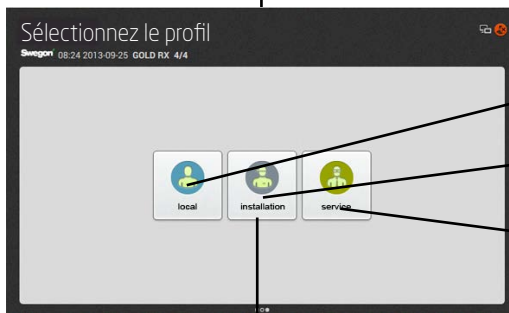 Sélectionnez le profil
Swegon 08:24 2013-09-25 GOLD RX 4/4
local installation service